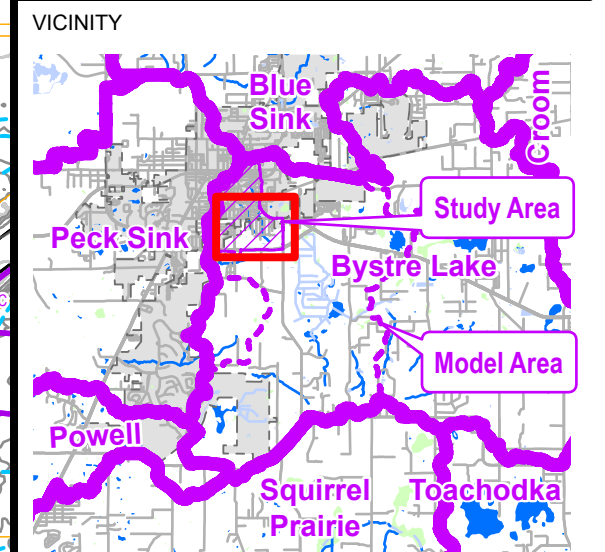 VICINITY
Blue
Sink
Croom
Study Area
Peck Sink
Bystre Lake
Model Area
Powell
Squirrel
Prairie
Toachodka